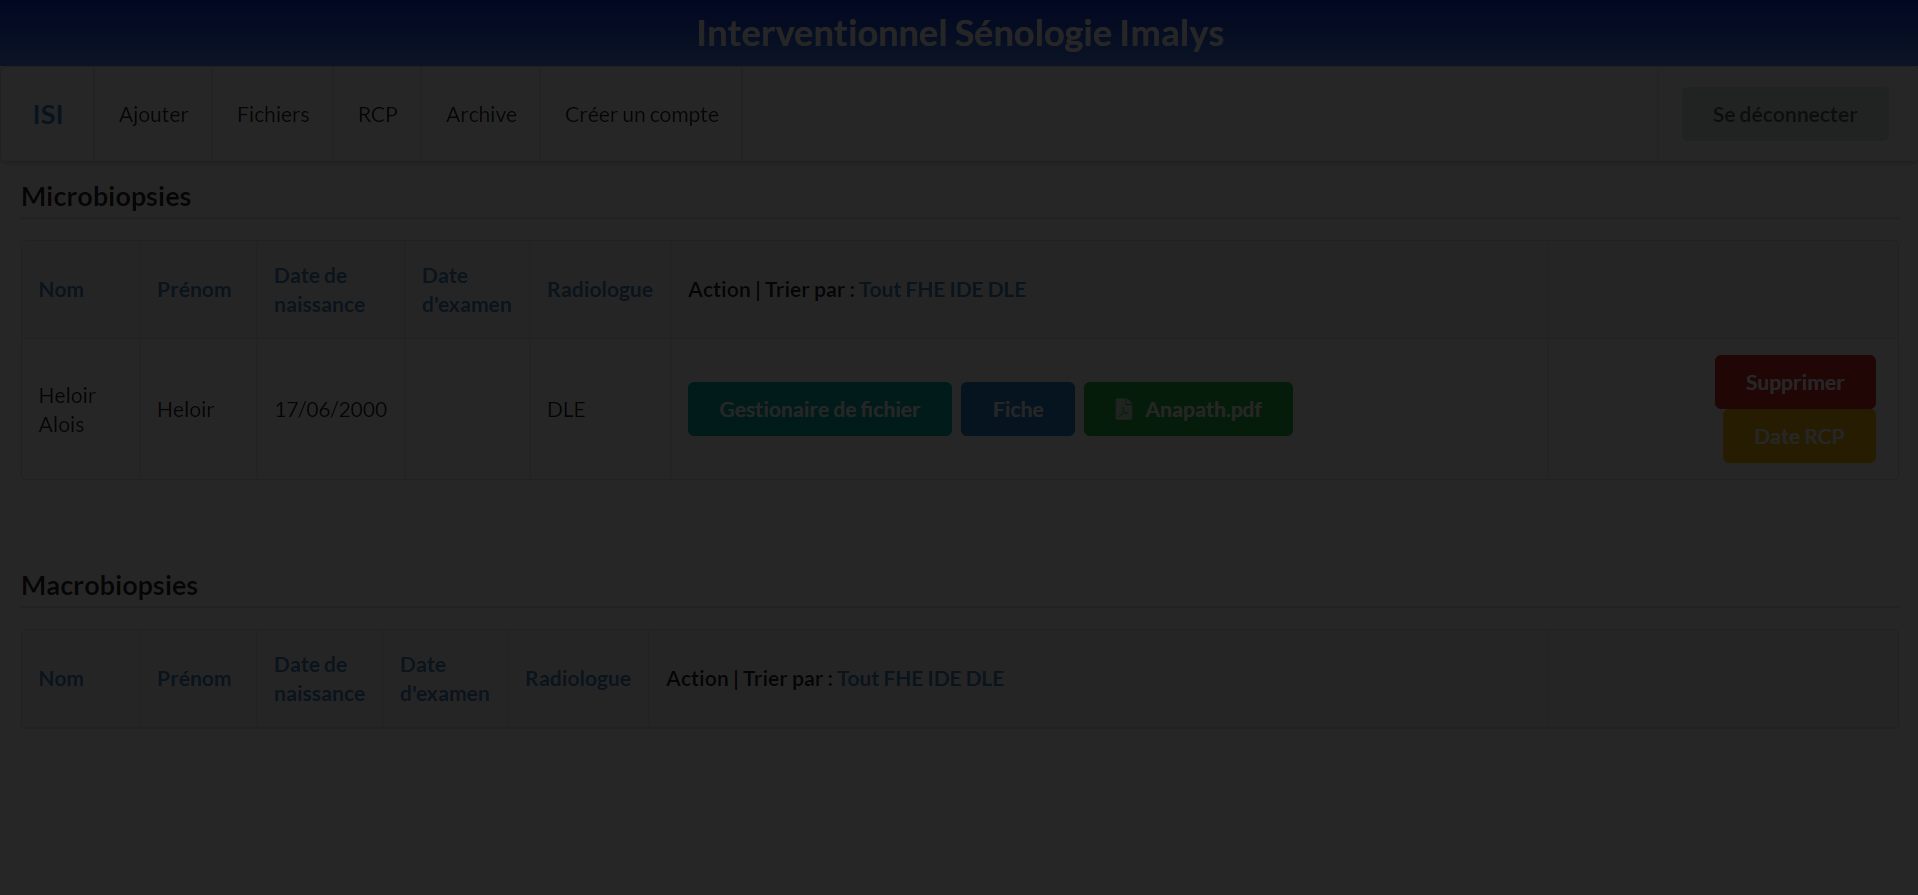 Interventionnel Sénologie Imalys
ISI Ajouter Fichiers RCP Archive Créer un compte Se déconnecter
Microbiopsies
Nom Prénom Date de naissance Date d'examen Radiologue Action | Trier par : Tout FHE IDE DLE
Heloir Alois Heloir 17/06/2000 DLE Gestionaire de fichier Fiche Anapath.pdf Supprimer
Date RCP
Macrobiopsies
Nom Prénom Date de naissance Date d'examen Radiologue Action | Trier par : Tout FHE IDE DLE